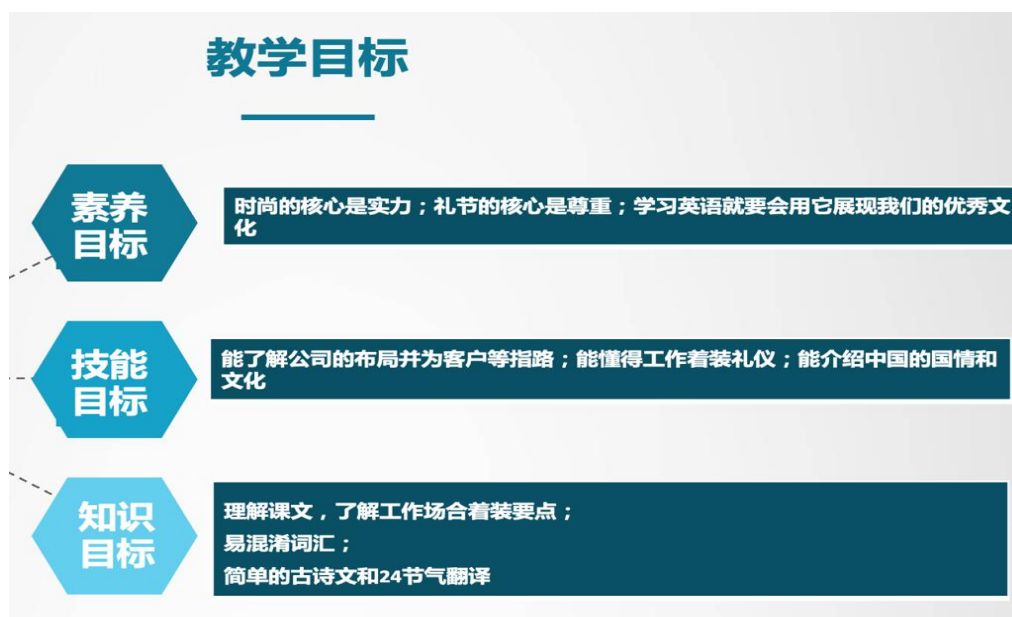 教学目标
素养
目标
时尚的核心是实力；礼节的核心是尊重；学习英语就要会用它展现我们的优秀文
化
技能
目标
能了解公司的布局并为客户等指路；能懂得工作着装礼仪；能介绍中国的国情和
文化
知识
目标
理解课文，了解工作场合着装要点；
易混淆词汇；
简单的古诗文和24节气翻译